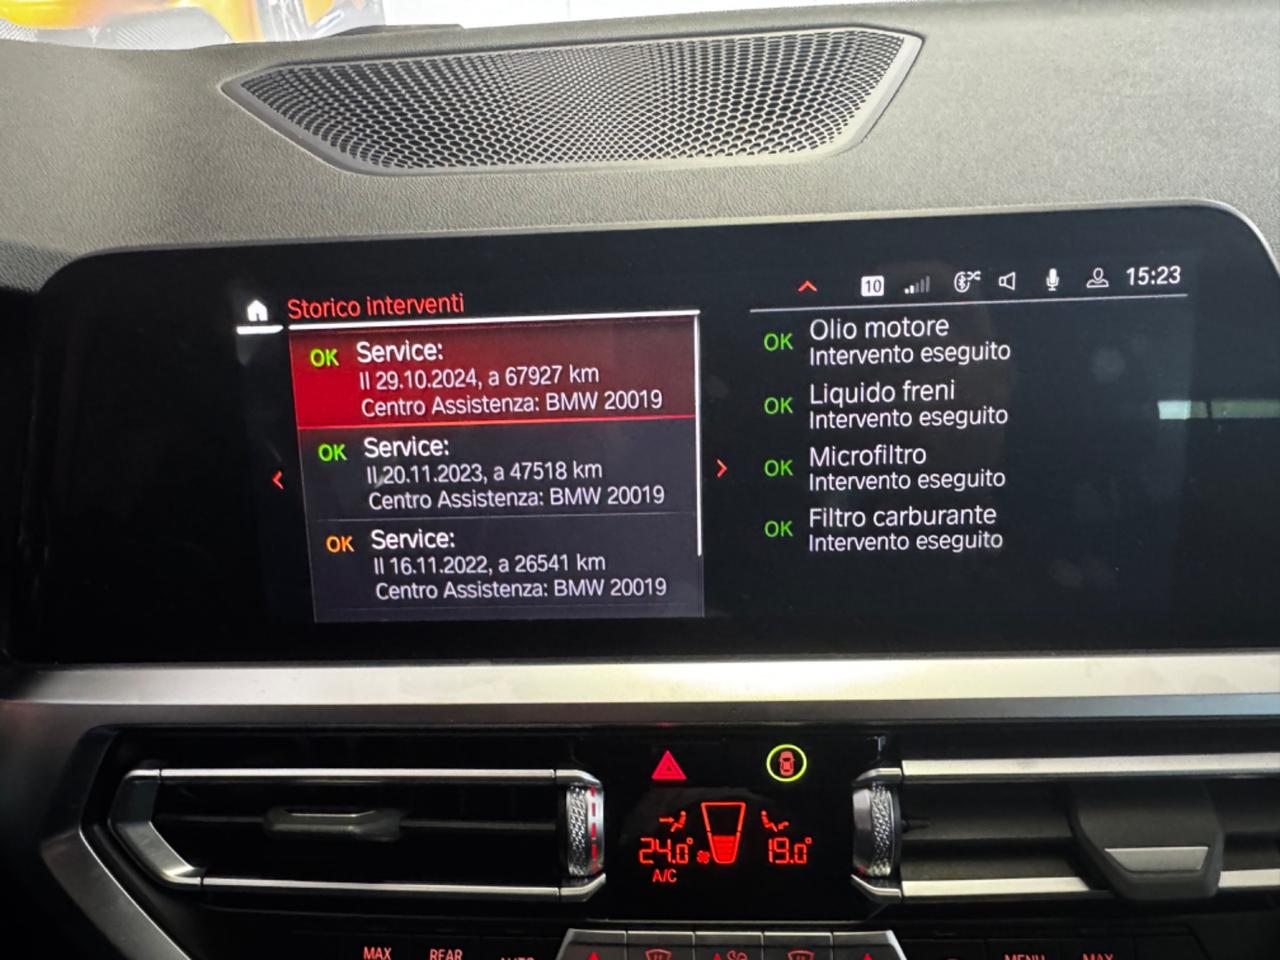 Storico interventi
10
15:23
OK Service:
Il 29.10.2024, a 67927 km
Centro Assistenza: BMW 20019
OK Service:
Il 20.11.2023, a 47518 km
Centro Assistenza: BMW 20019
OK Service:
Il 16.11.2022, a 26541 km
Centro Assistenza: BMW 20019
OK Olio motore
Intervento eseguito
OK Liquido freni
Intervento eseguito
OK Microfiltro
Intervento eseguito
OK Filtro carburante
Intervento eseguito
24.0° 19.0°
A/C
MAX REAR MENU MAX